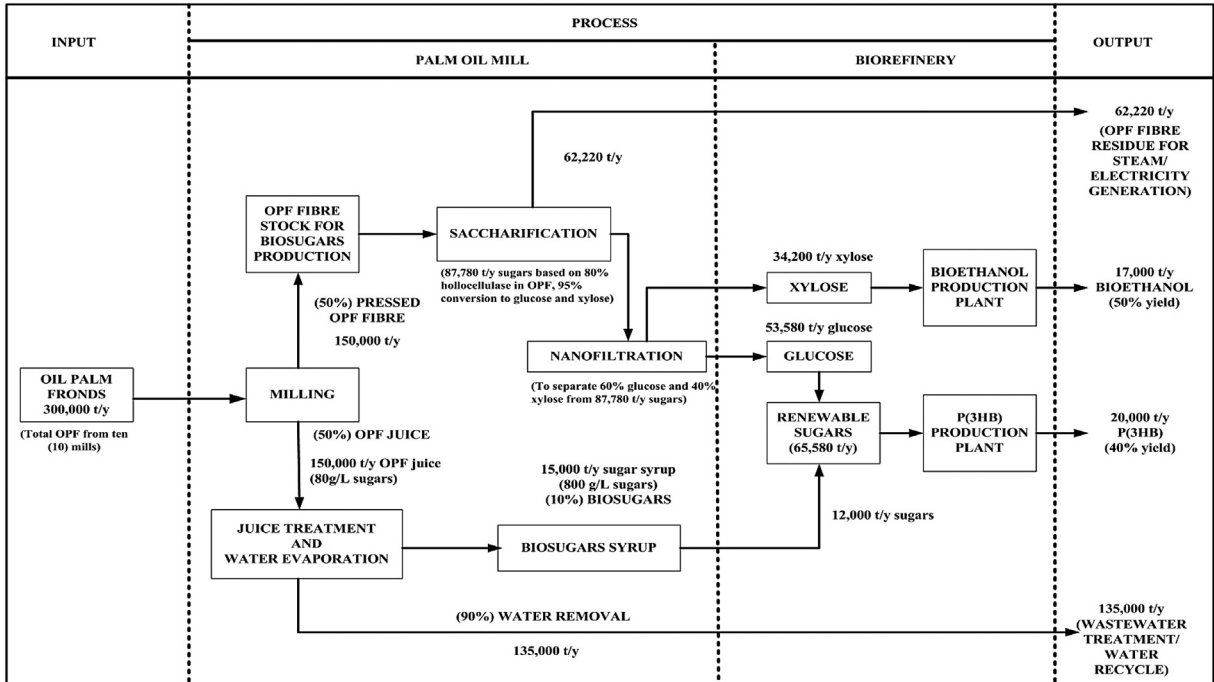 INPUT
PROCESS
OUTPUT
PALM OIL MILL
BIOREFINERY
62,220 t/y
(OPF FIBRE
RESIDUE FOR
STEAM/
ELECTRICITY
GENERATION)
62,220 t/y
OPF FIBRE
STOCK FOR
BIOSUGARS
PRODUCTION
SACCHARIFICATION
(87,780 t/y sugars based on 80%
hollocellulase in OPF, 95%
conversion to glucose and xylose)
34,200 t/y xylose
XYLOSE
BIOETHANOL
PRODUCTION
PLANT
17,000 t/y
BIOETHANOL
(50% yield)
(50%) PRESSED
OPF FIBRE
150,000 t/y
53,580 t/y glucose
NANOFILTRATION
GLUCOSE
(To separate 60% glucose and 40%
xylose from 87,780 t/y sugars)
OIL PALM
FRONDS
300,000 t/y
(Total OPF from ten
(10) mills)
MILLING
RENEWABLE
SUGARS
(65,580 t/y)
P(3HB)
PRODUCTION
PLANT
20,000 t/y
P(3HB)
(40% yield)
(50%) OPF JUICE
150,000 t/y OPF juice
(80g/L sugars)
15,000 t/y sugar syrup
(800 g/L sugars)
(10%) BIOSUGARS
12,000 t/y sugars
JUICE TREATMENT
AND
WATER EVAPORATION
BIOSUGARS SYRUP
(90%) WATER REMOVAL
135,000 t/y
135,000 t/y
(WASTEWATER
TREATMENT/
WATER
RECYCLE)